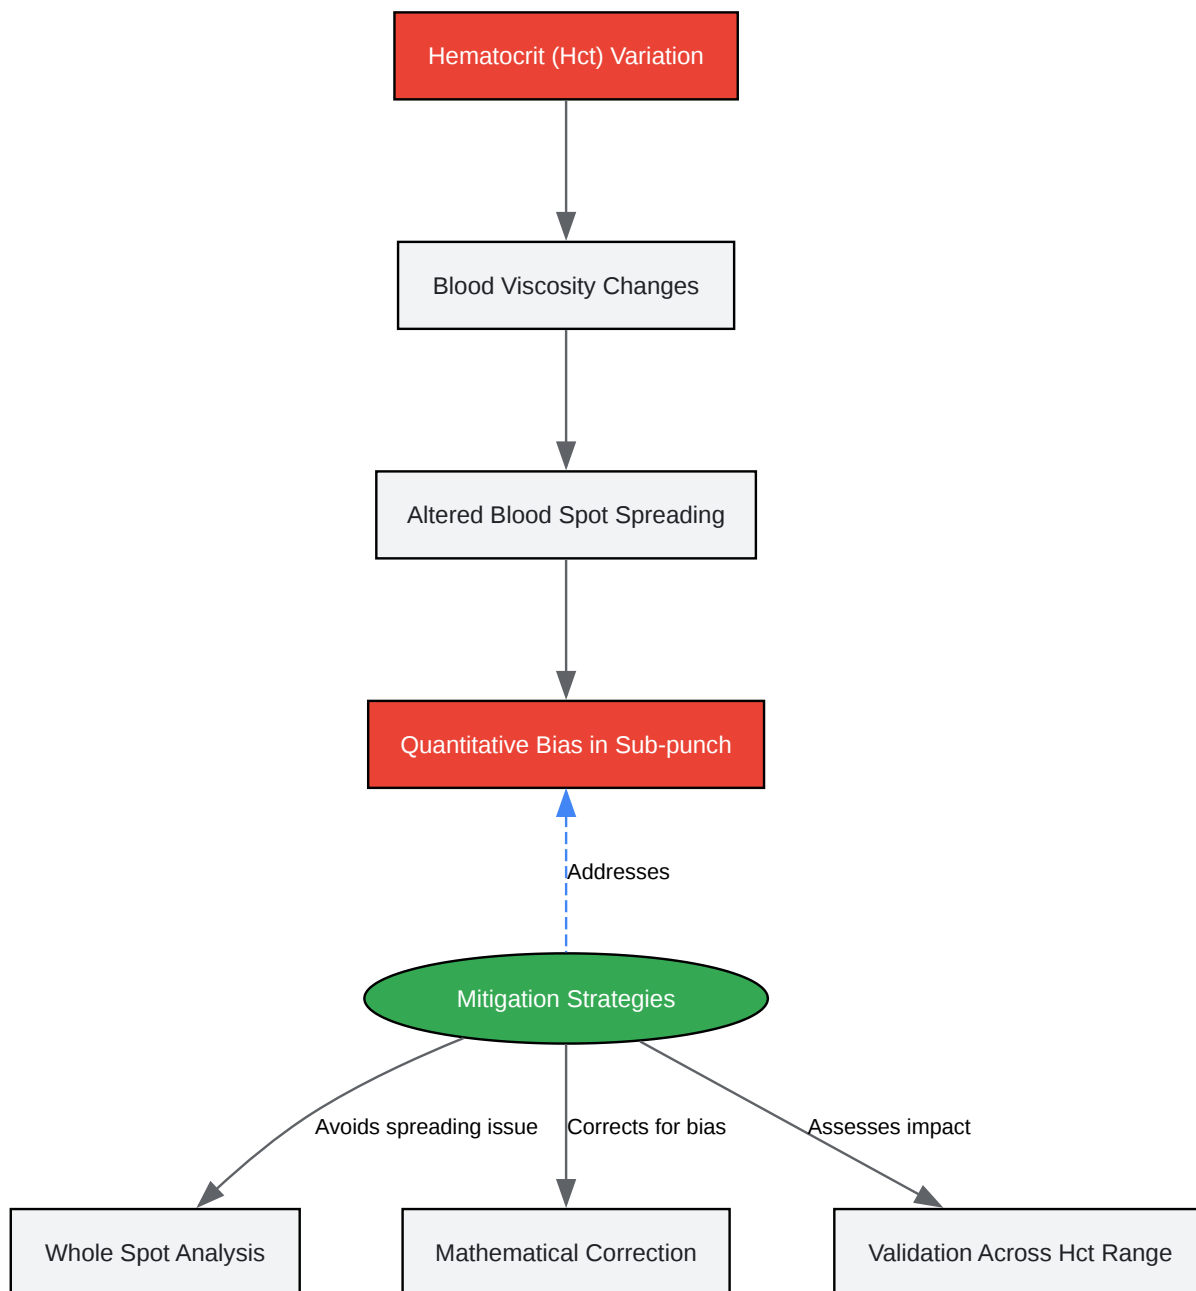 Hematocrit (Hct) Variation
Blood Viscosity Changes
Altered Blood Spot Spreading
Quantitative Bias in Sub-punch
Addresses
Mitigation Strategies
Avoids spreading issue
Corrects for bias
Assesses impact
Whole Spot Analysis
Mathematical Correction
Validation Across Hct Range